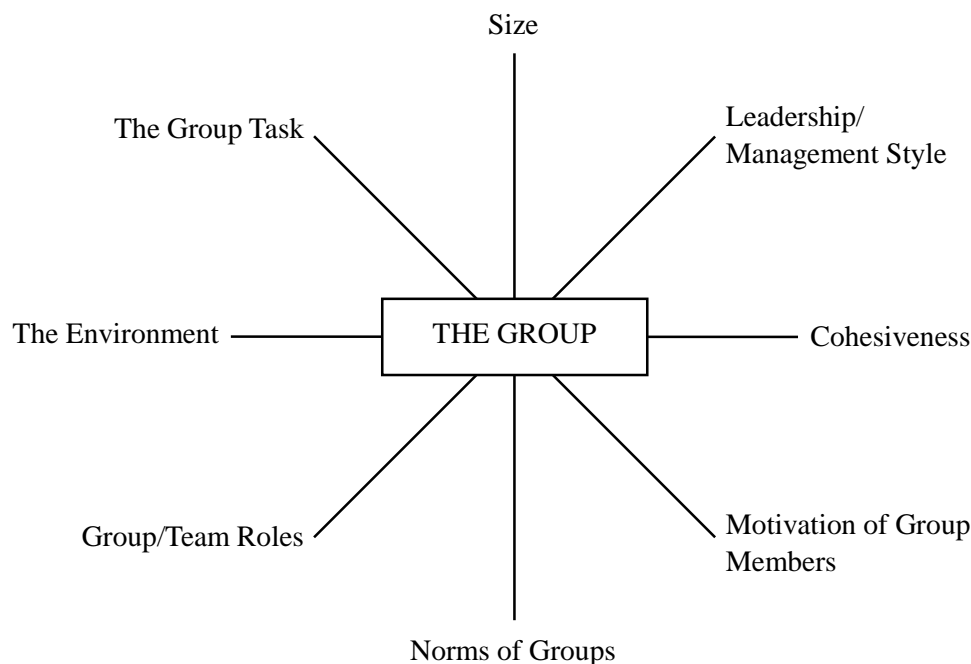 Size
The Group Task
Leadership/
Management Style
The Environment
THE GROUP
Cohesiveness
Group/Team Roles
Motivation of Group
Members
Norms of Groups